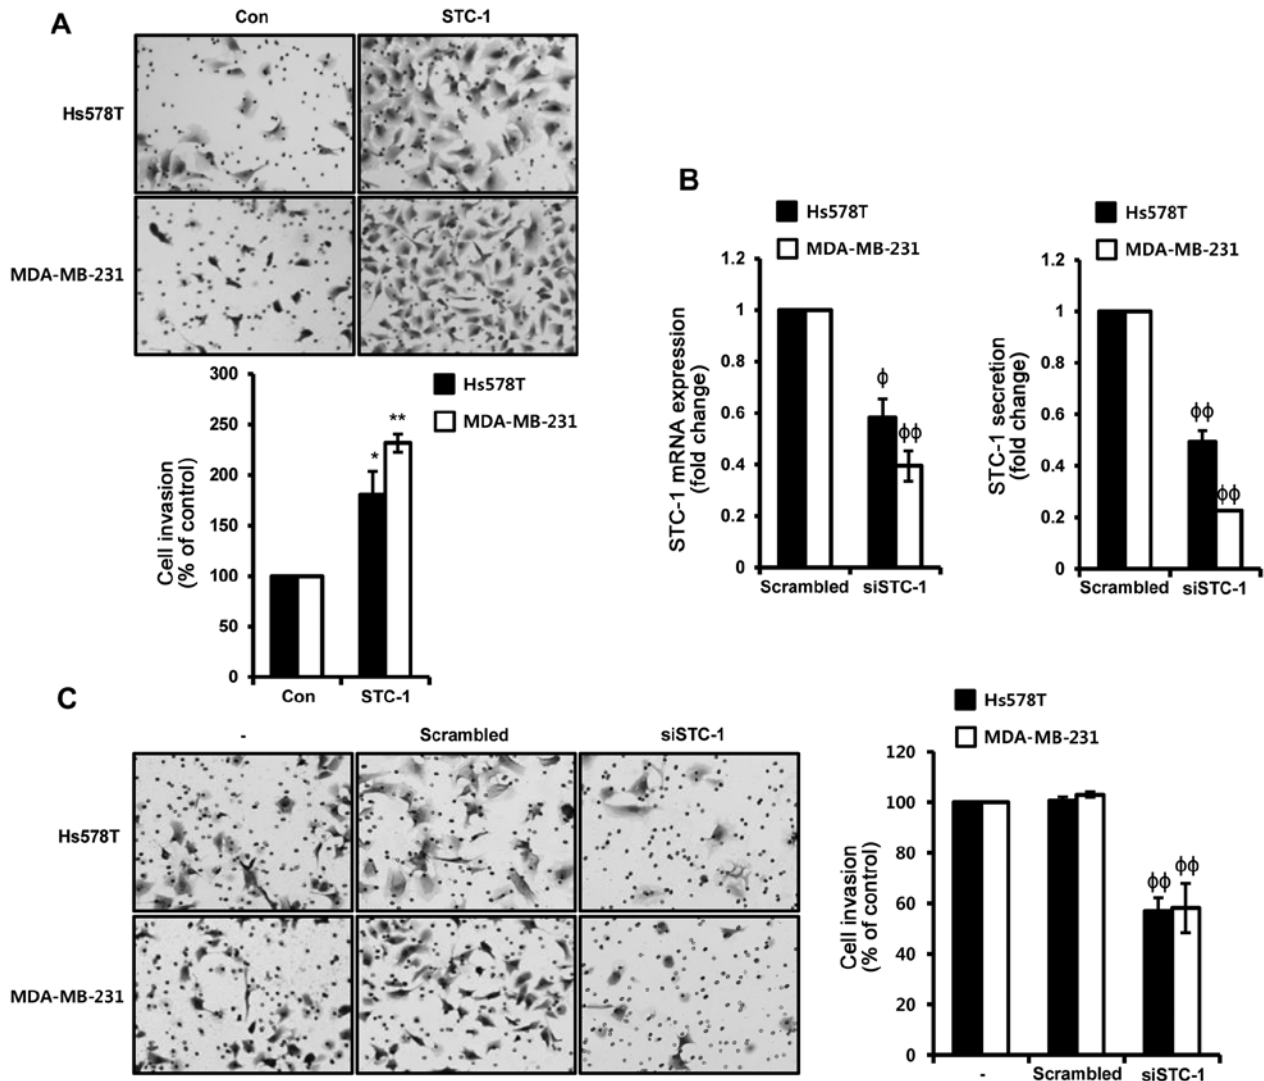 A
Con STC-1
Hs578T
MDA-MB-231
Hs578T
MDA-MB-231
Cell invasion
(% of control)
300
250
200
150
100
50
0
* **
Con STC-1
B
Hs578T
MDA-MB-231
STC-1 mRNA expression
(fold change)
1.2
1
0.8
0.6
0.4
0.2
0
ϕ
ϕϕ
Scrambled siSTC-1
Hs578T
MDA-MB-231
STC-1 secretion
(fold change)
1.2
1
0.8
0.6
0.4
0.2
0
ϕϕ
ϕϕ
Scrambled siSTC-1
C
- Scrambled siSTC-1
Hs578T
MDA-MB-231
Hs578T
MDA-MB-231
Cell invasion
(% of control)
120
100
80
60
40
20
0
ϕϕ ϕϕ
- Scrambled siSTC-1